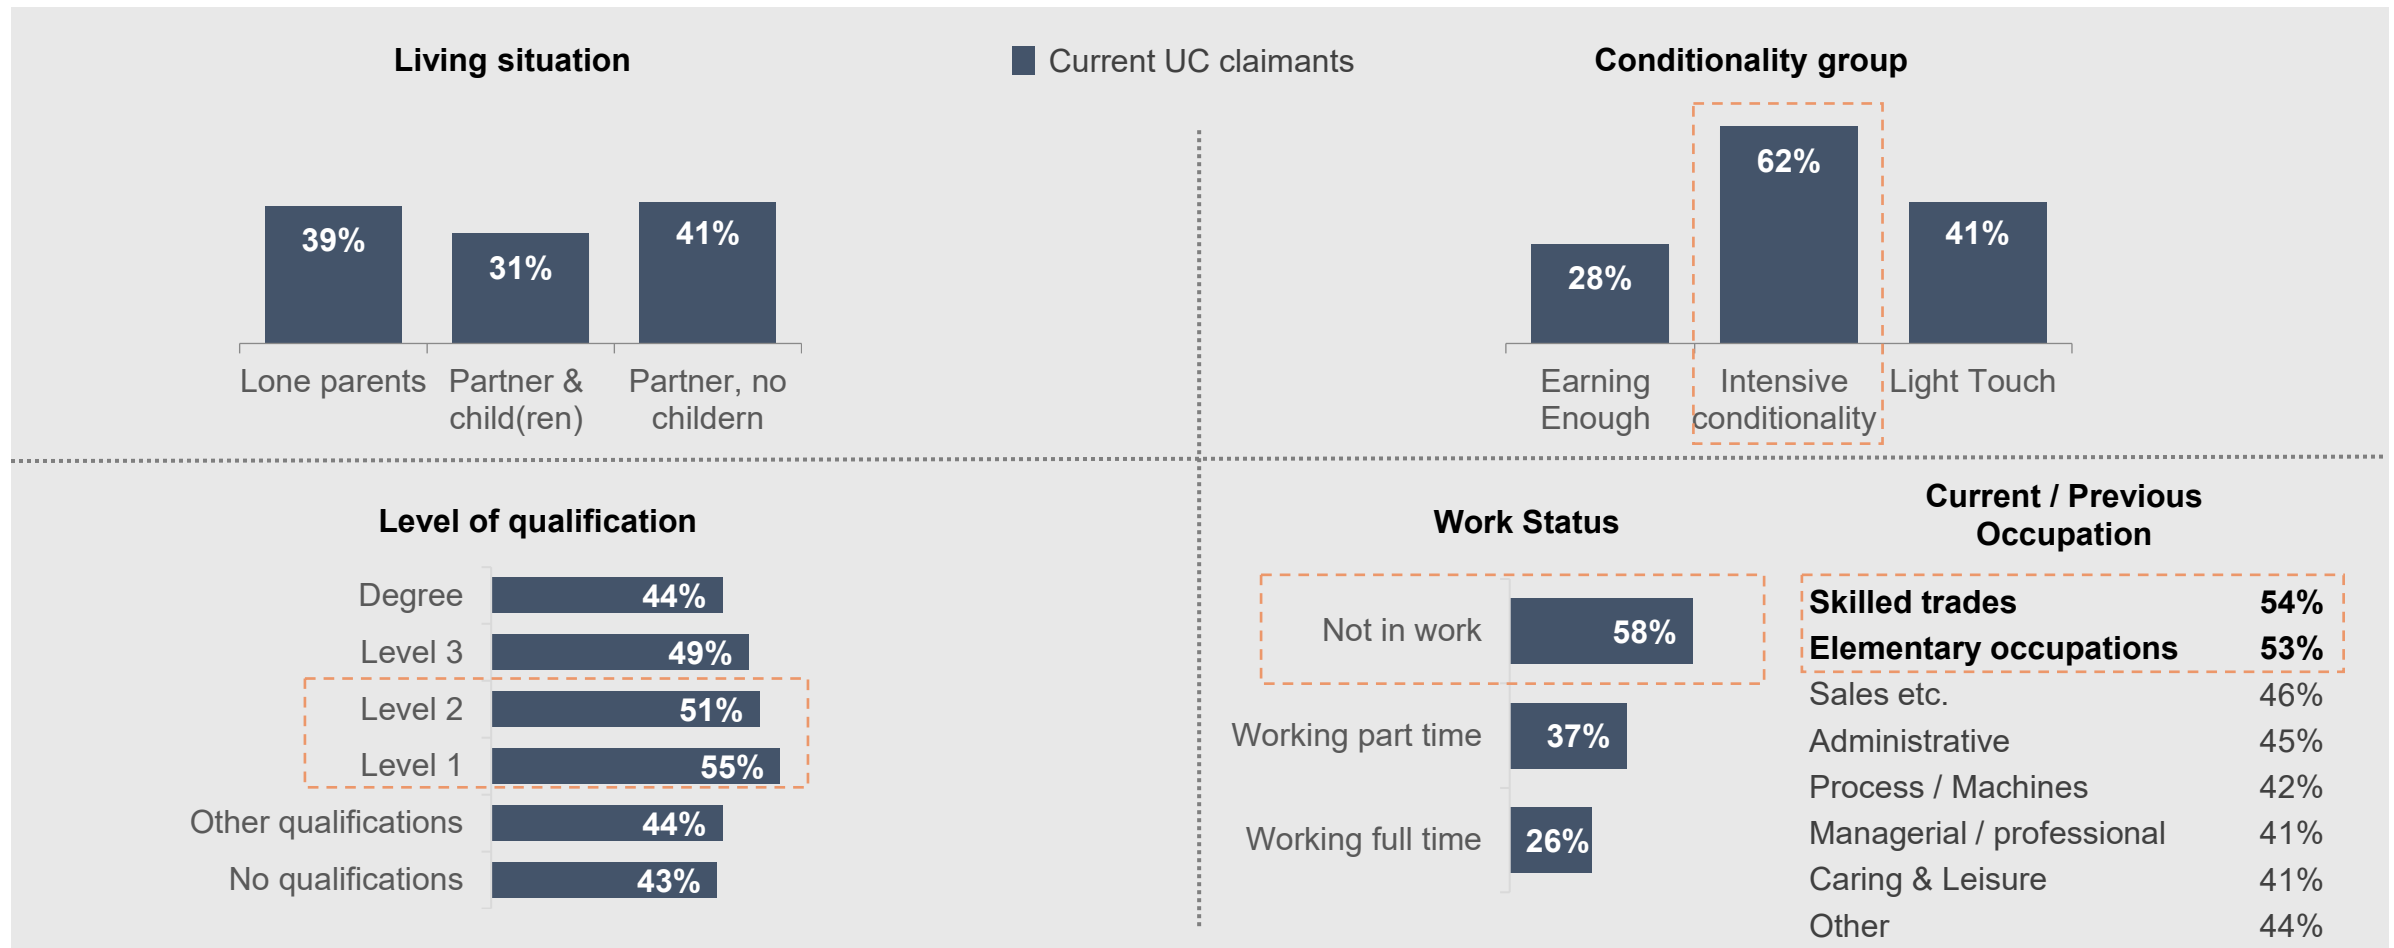 Living situation
Current UC claimants
Conditionality group
39%
31%
41%
Lone parents
Partner &
child(ren)
Partner, no
childern
28%
62%
41%
Earning
Enough
Intensive
conditionality
Light Touch
Level of qualification
Degree 44%
Level 3 49%
Level 2 51%
Level 1 55%
Other qualifications 44%
No qualifications 43%
Work Status
Not in work 58%
Working part time 37%
Working full time 26%
Current / Previous
Occupation
Skilled trades 54%
Elementary occupations 53%
Sales etc. 46%
Administrative 45%
Process / Machines 42%
Managerial / professional 41%
Caring & Leisure 41%
Other 44%